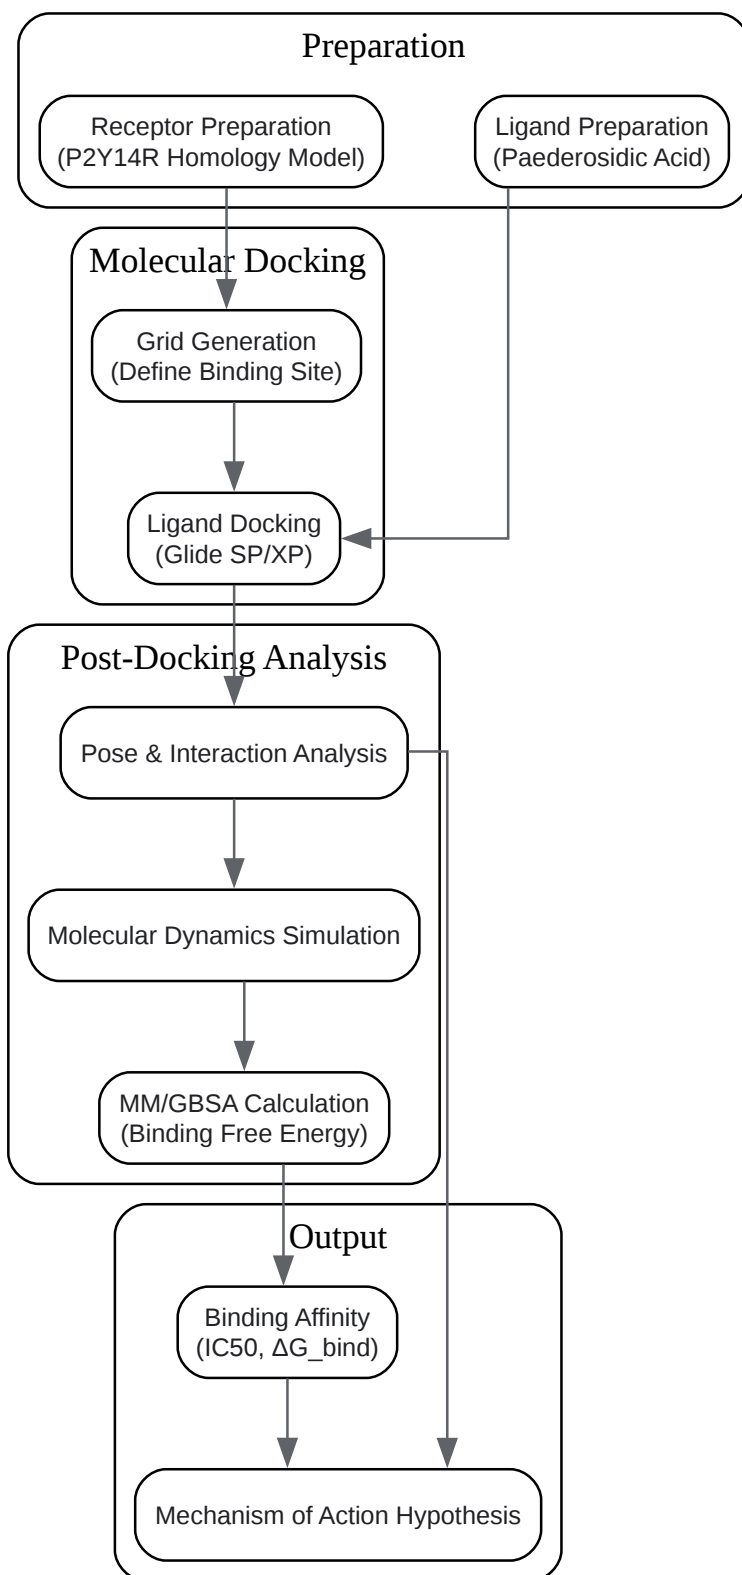 Preparation
Receptor Preparation
(P2Y14R Homology Model)
Ligand Preparation
(Paederosidic Acid)
Molecular Docking
Grid Generation
(Define Binding Site)
Ligand Docking
(Glide SP/XP)
Post-Docking Analysis
Pose & Interaction Analysis
Molecular Dynamics Simulation
MM/GBSA Calculation
(Binding Free Energy)
Output
Binding Affinity
(IC50, ΔG_bind)
Mechanism of Action Hypothesis